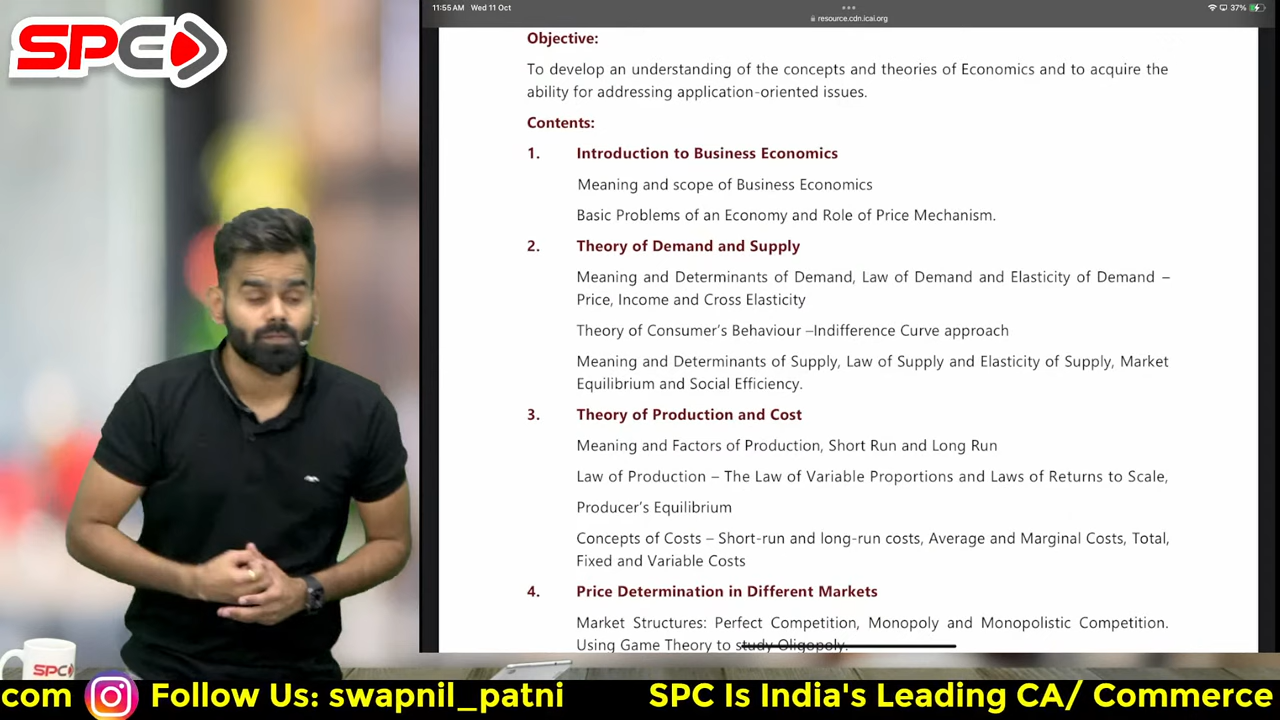 SPC
11:55 AM Wed 11 Oct
resource.cdn.icai.org
37%
Objective:
To develop an understanding of the concepts and theories of Economics and to acquire the
ability for addressing application-oriented issues.
Contents:
1. Introduction to Business Economics
Meaning and scope of Business Economics
Basic Problems of an Economy and Role of Price Mechanism.
2. Theory of Demand and Supply
Meaning and Determinants of Demand, Law of Demand and Elasticity of Demand –
Price, Income and Cross Elasticity
Theory of Consumer's Behaviour –Indifference Curve approach
Meaning and Determinants of Supply, Law of Supply and Elasticity of Supply, Market
Equilibrium and Social Efficiency.
3. Theory of Production and Cost
Meaning and Factors of Production, Short Run and Long Run
Law of Production – The Law of Variable Proportions and Laws of Returns to Scale,
Producer's Equilibrium
Concepts of Costs – Short-run and long-run costs, Average and Marginal Costs, Total,
Fixed and Variable Costs
4. Price Determination in Different Markets
Market Structures: Perfect Competition, Monopoly and Monopolistic Competition.
Using Game Theory to study Oligopoly.
SPC
com Follow Us: swapnil_patni SPC Is India's Leading CA/ Commerce